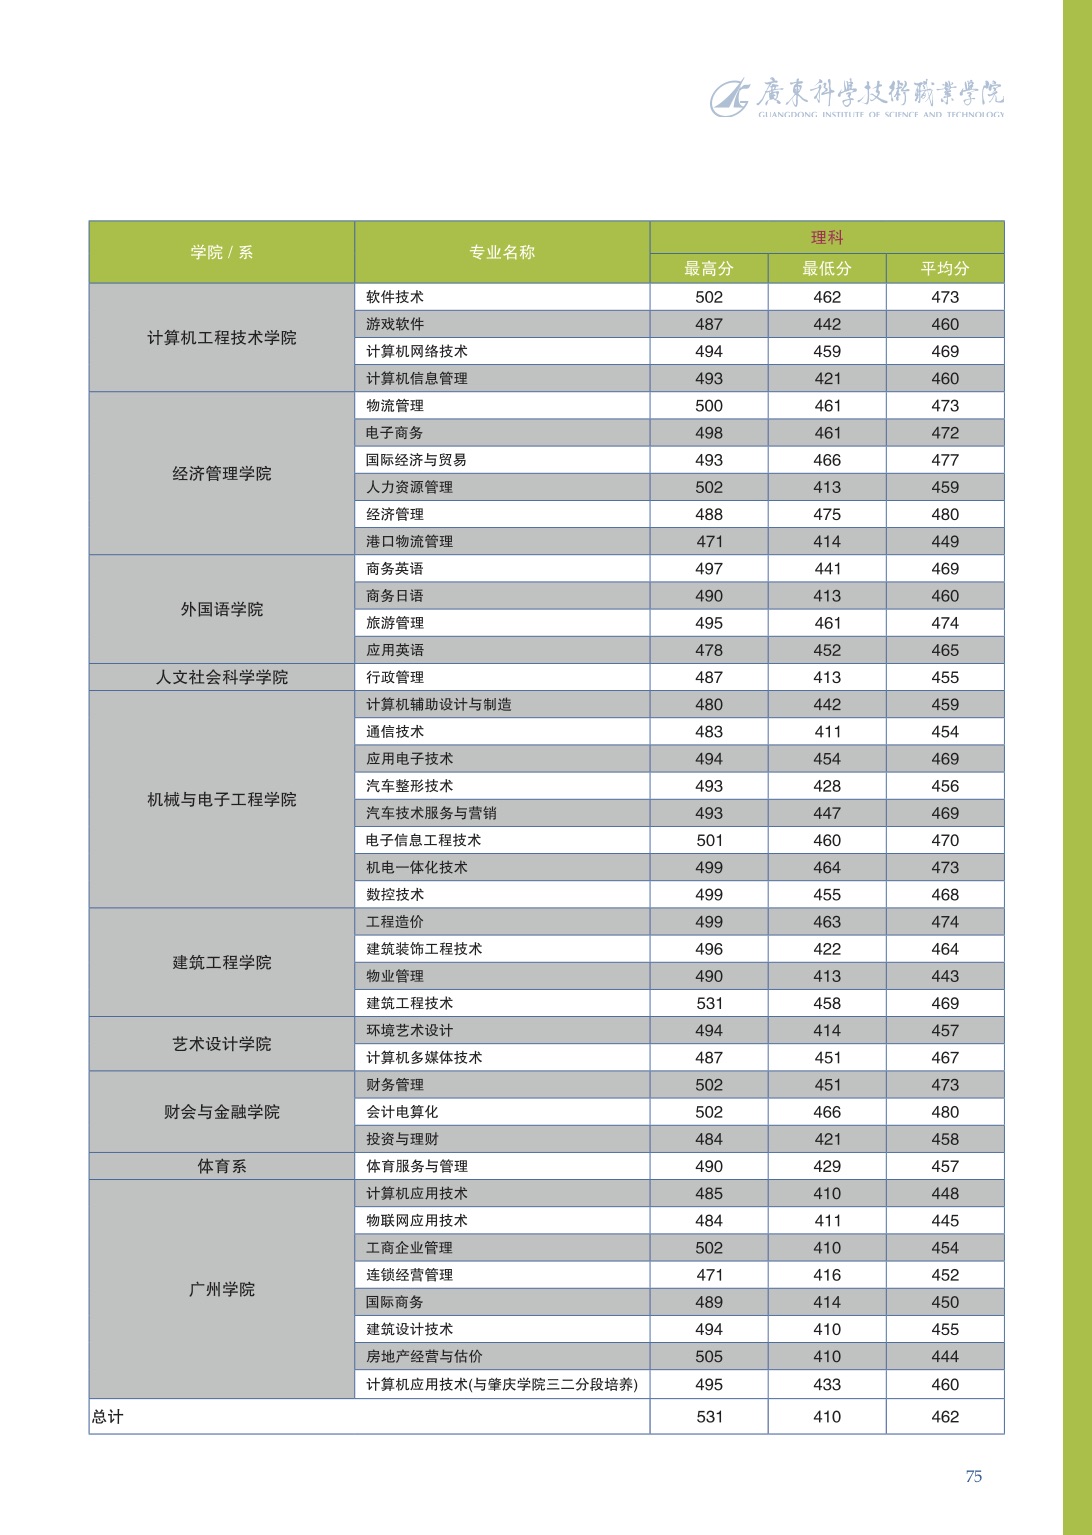 廣東科學技術職業學院
GUANGDONG INSTITUTE OF SCIENCE AND TECHNOLOGY
学院 / 系 专业名称 理科
最高分 最低分 平均分
计算机工程技术学院 软件技术 502 462 473
游戏软件 487 442 460
计算机网络技术 494 459 469
计算机信息管理 493 421 460
经济管理学院 物流管理 500 461 473
电子商务 498 461 472
国际经济与贸易 493 466 477
人力资源管理 502 413 459
经济管理 488 475 480
港口物流管理 471 414 449
外国语学院 商务英语 497 441 469
商务日语 490 413 460
旅游管理 495 461 474
应用英语 478 452 465
人文社会科学学院 行政管理 487 413 455
机械与电子工程学院 计算机辅助设计与制造 480 442 459
通信技术 483 411 454
应用电子技术 494 454 469
汽车整形技术 493 428 456
汽车技术服务与营销 493 447 469
电子信息工程技术 501 460 470
机电一体化技术 499 464 473
数控技术 499 455 468
建筑工程学院 工程造价 499 463 474
建筑装饰工程技术 496 422 464
物业管理 490 413 443
建筑工程技术 531 458 469
艺术设计学院 环境艺术设计 494 414 457
计算机多媒体技术 487 451 467
财会与金融学院 财务管理 502 451 473
会计电算化 502 466 480
投资与理财 484 421 458
体育系 体育服务与管理 490 429 457
广州学院 计算机应用技术 485 410 448
物联网应用技术 484 411 445
工商企业管理 502 410 454
连锁经营管理 471 416 452
国际商务 489 414 450
建筑设计技术 494 410 455
房地产经营与估价 505 410 444
计算机应用技术(与肇庆学院三二分段培养) 495 433 460
总计 531 410 462
75